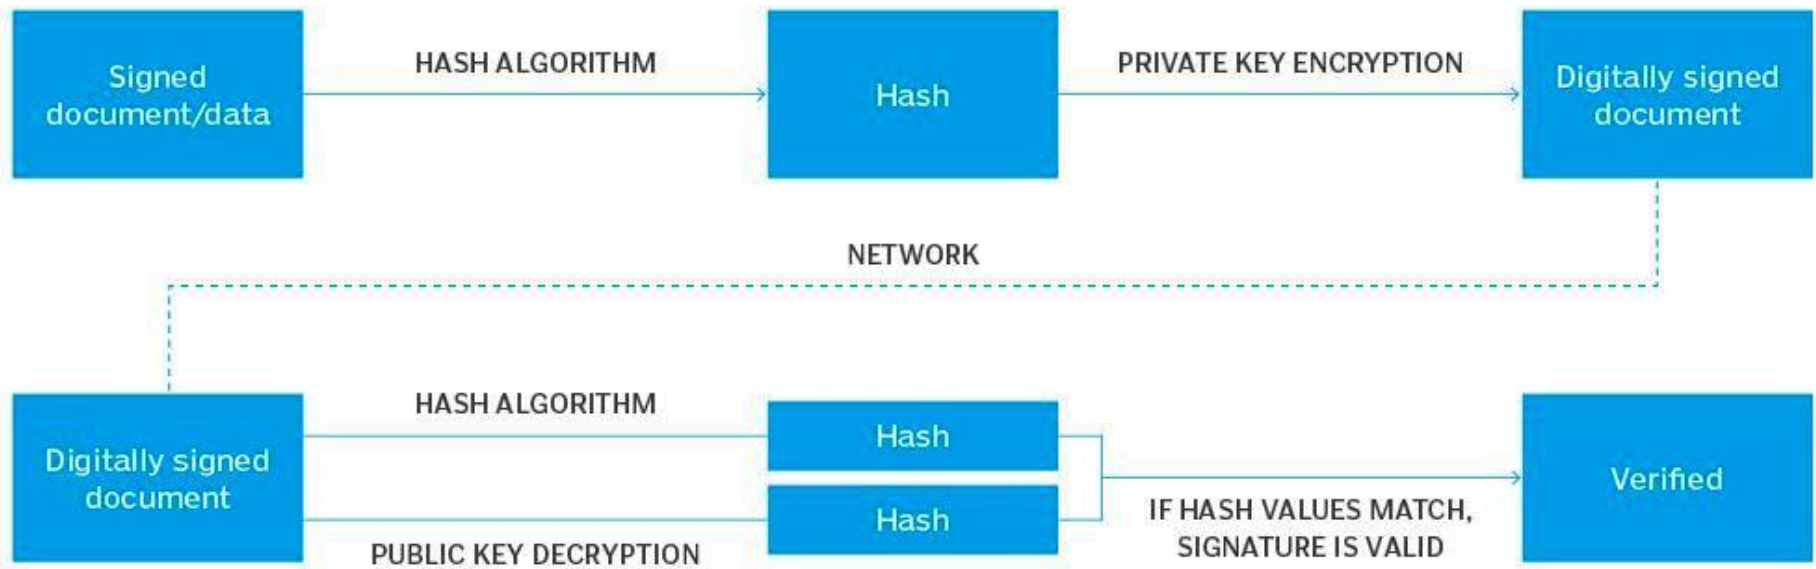 Signed
document/data
HASH ALGORITHM
Hash
PRIVATE KEY ENCRYPTION
Digitally signed
document
NETWORK
Digitally signed
document
HASH ALGORITHM
PUBLIC KEY DECRYPTION
Hash
Hash
IF HASH VALUES MATCH,
SIGNATURE IS VALID
Verified